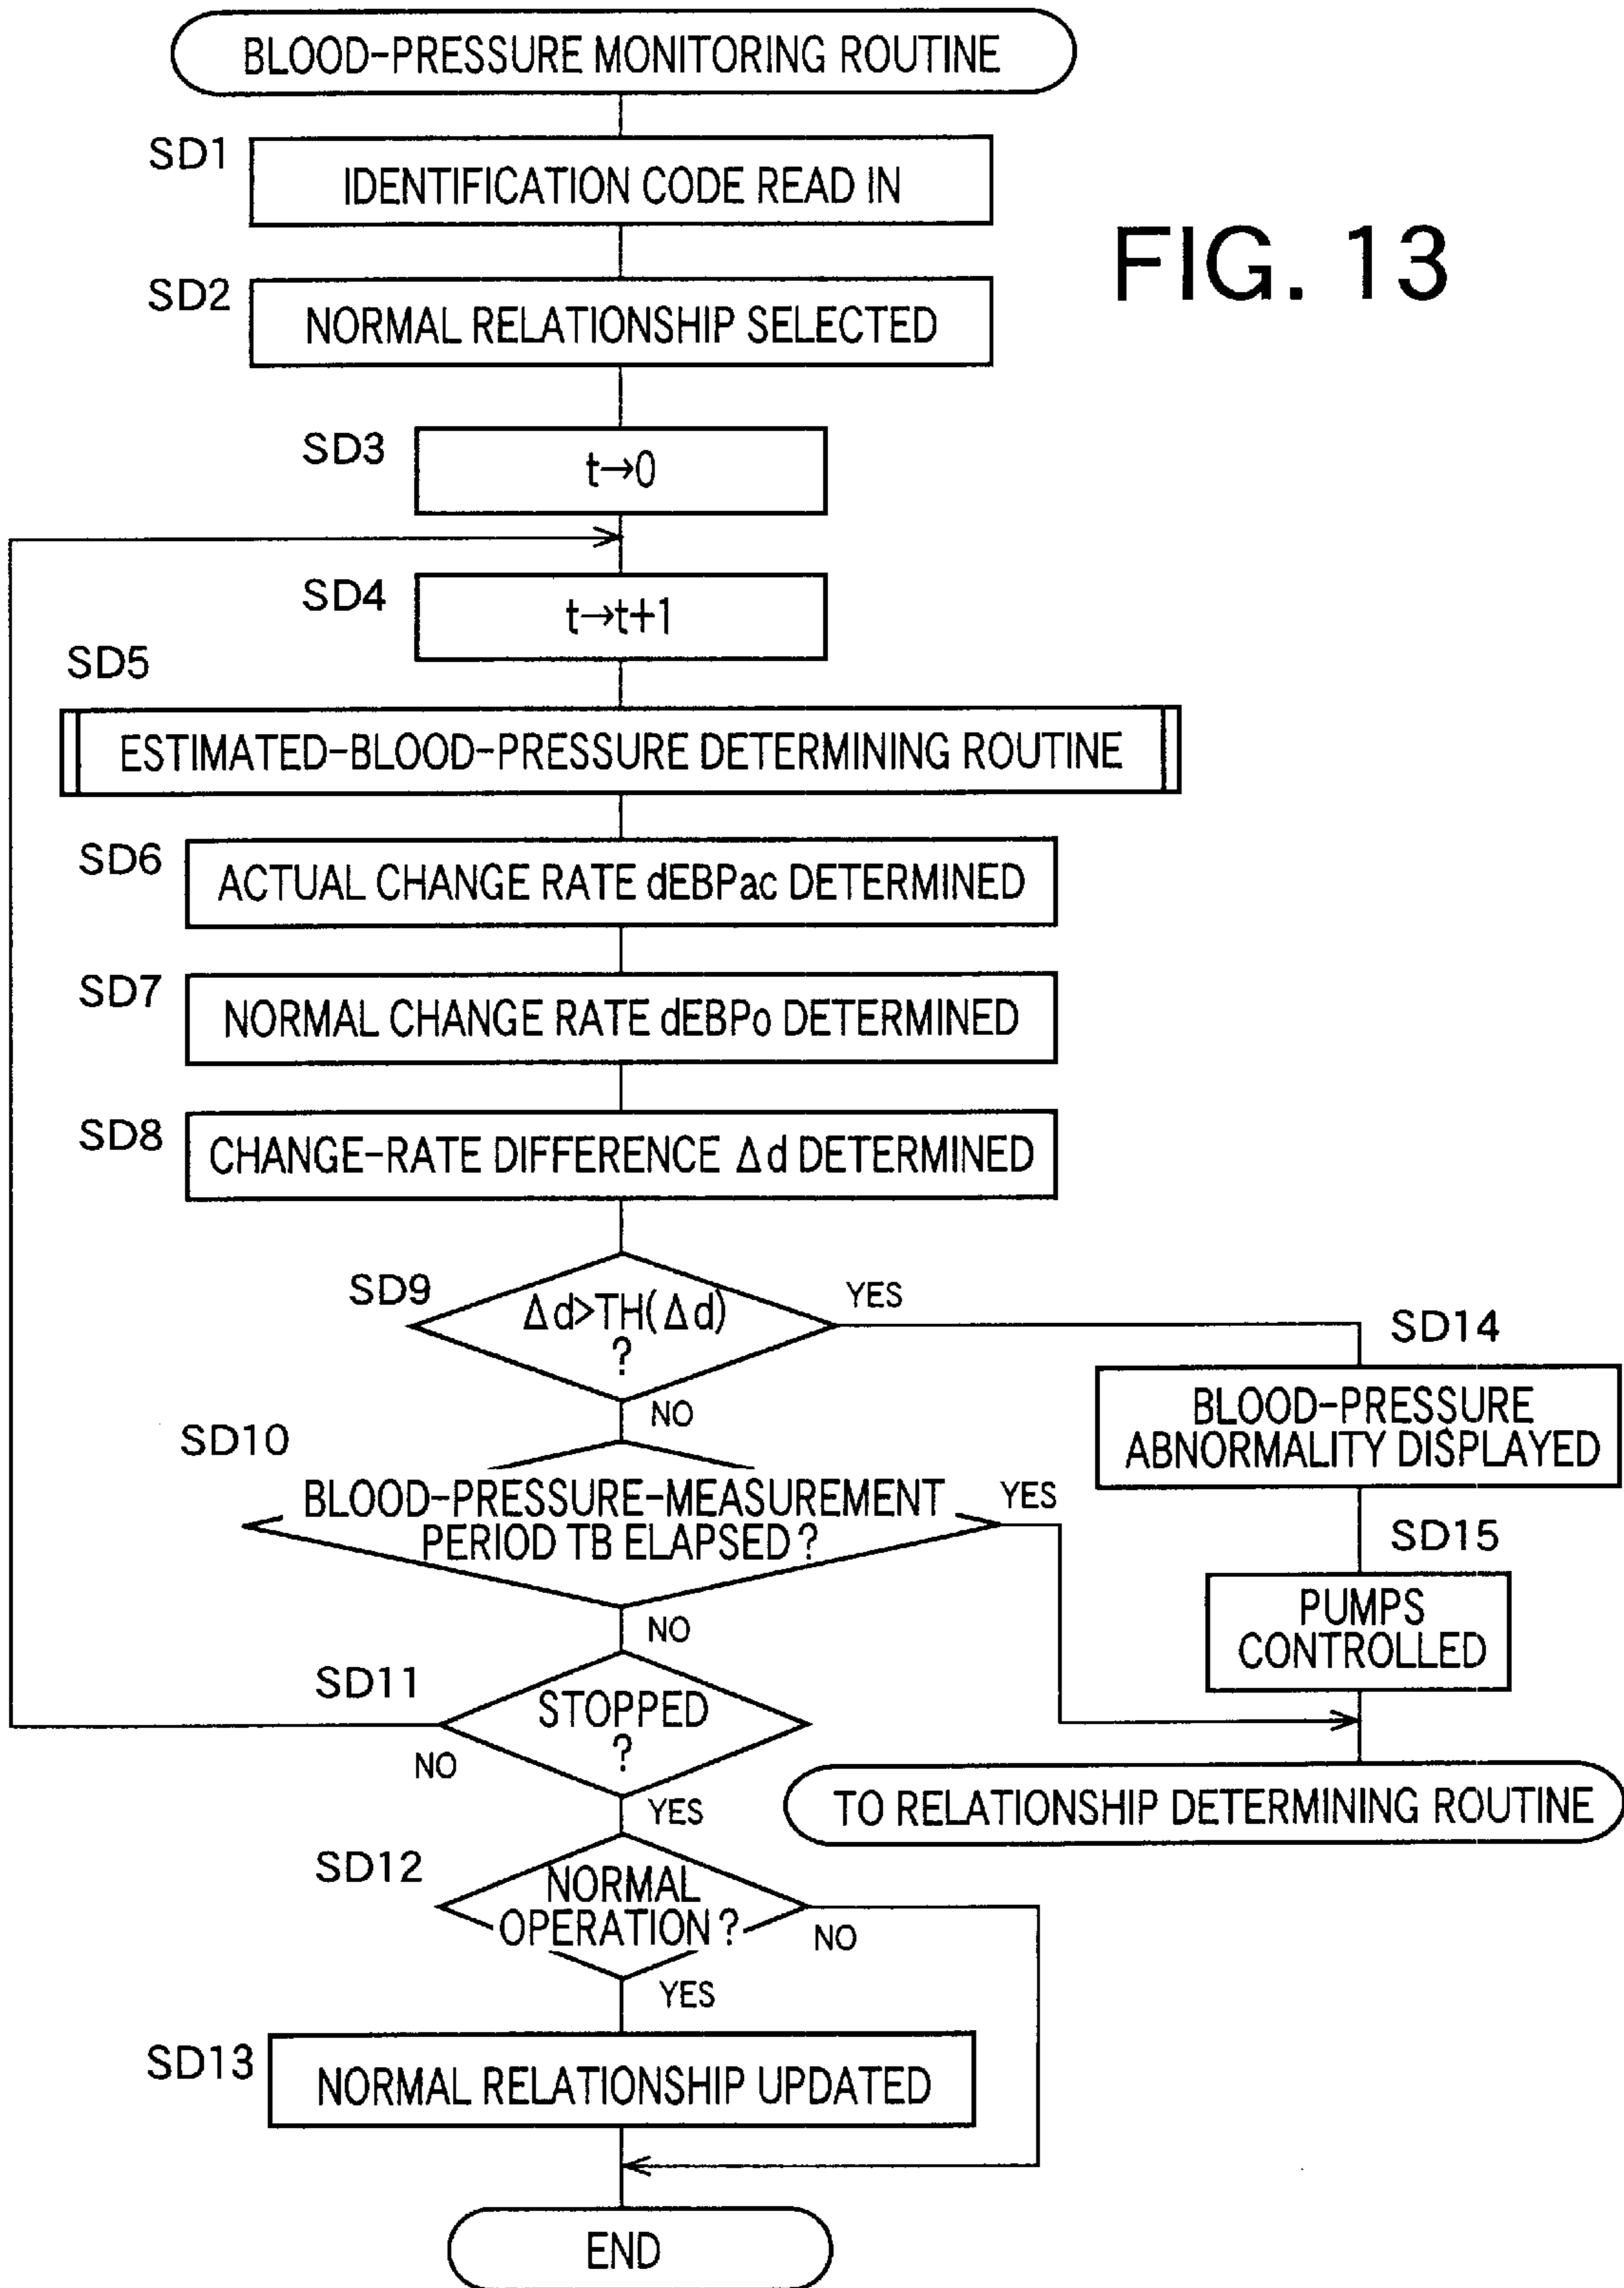 BLOOD-PRESSURE MONITORING ROUTINE
SD1
IDENTIFICATION CODE READ IN
FIG. 13
SD2
NORMAL RELATIONSHIP SELECTED
SD3
t→0
SD4
t→t+1
SD5
ESTIMATED-BLOOD-PRESSURE DETERMINING ROUTINE
SD6
ACTUAL CHANGE RATE dEBPac DETERMINED
SD7
NORMAL CHANGE RATE dEBPo DETERMINED
SD8
CHANGE-RATE DIFFERENCE Δd DETERMINED
SD9
Δd>TH(Δd)
?
YES
NO
SD14
BLOOD-PRESSURE
ABNORMALITY DISPLAYED
SD10
BLOOD-PRESSURE-MEASUREMENT
PERIOD TB ELAPSED?
YES
NO
SD15
PUMPS
CONTROLLED
SD11
STOPPED
?
NO
YES
TO RELATIONSHIP DETERMINING ROUTINE
SD12
NORMAL
OPERATION?
NO
YES
SD13
NORMAL RELATIONSHIP UPDATED
END